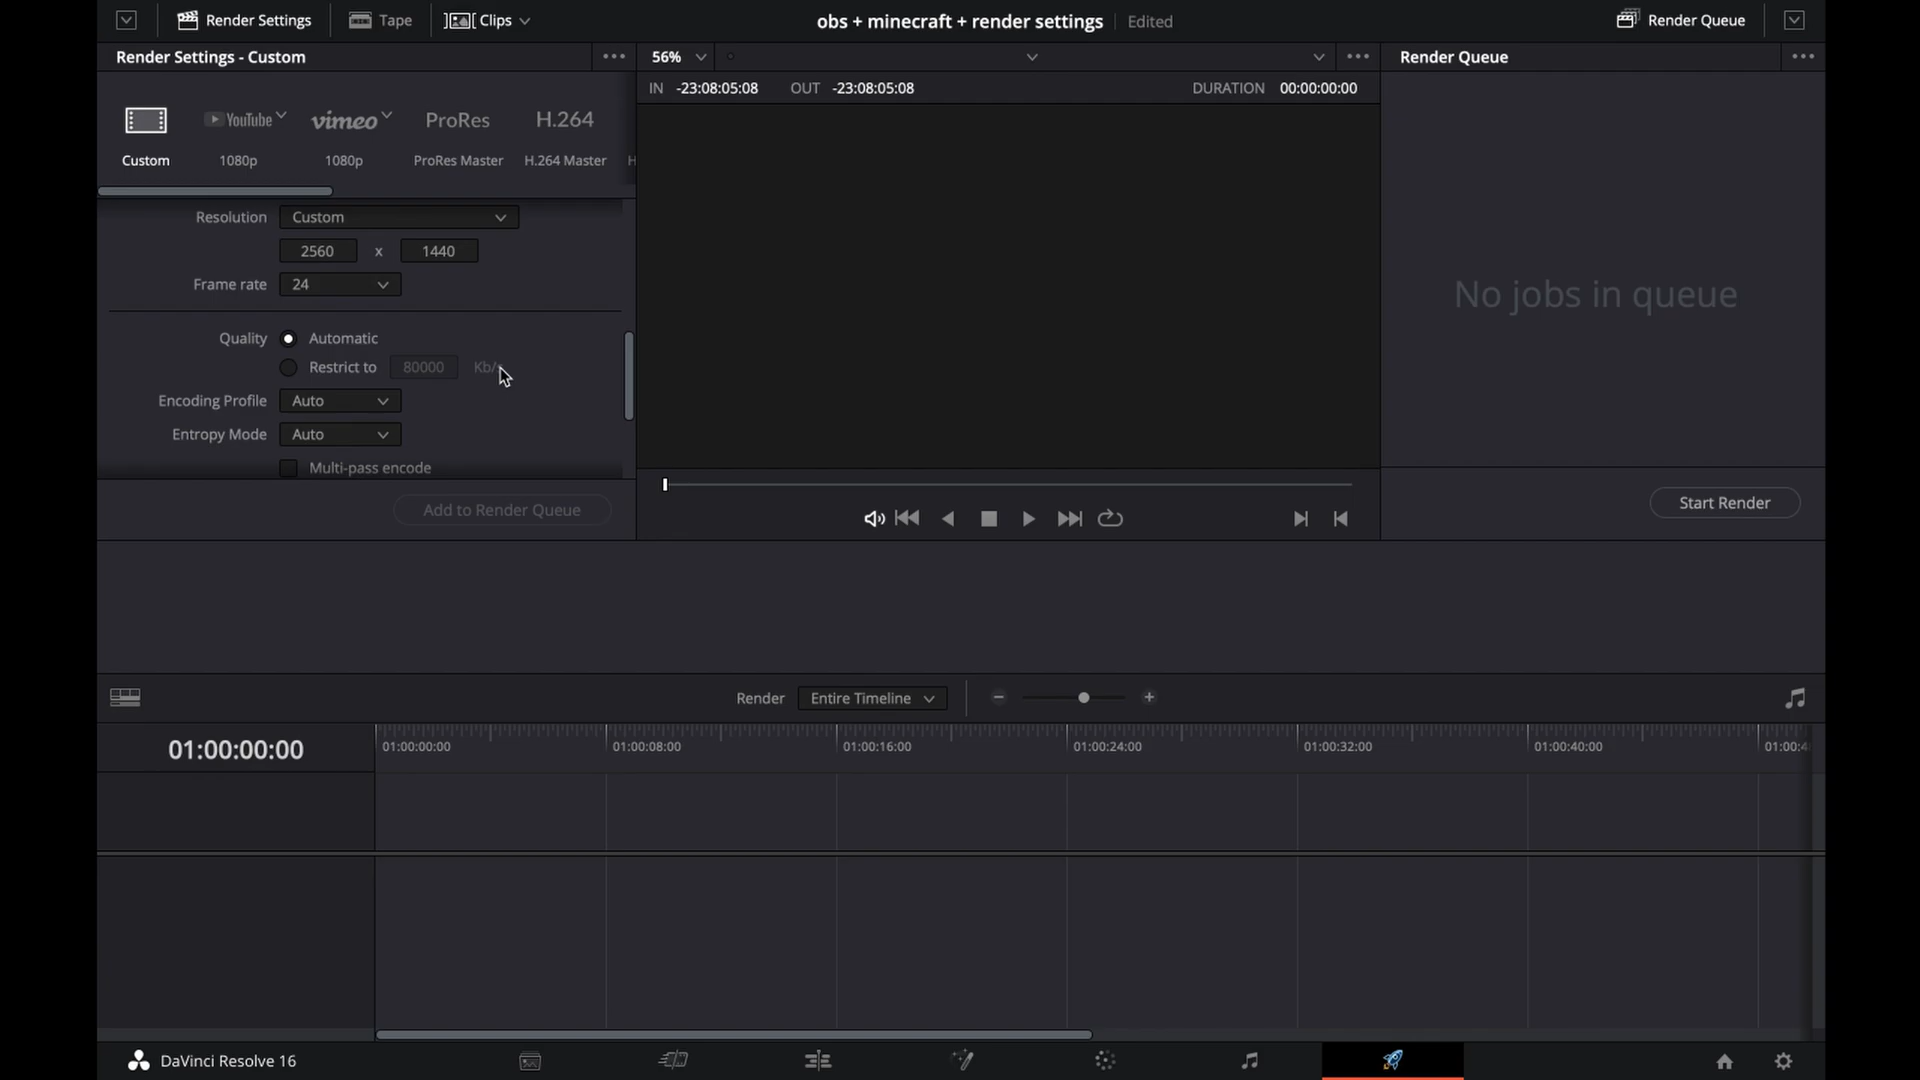 Render Settings
Tape
Clips
obs + minecraft + render settings
Edited
Render Queue
Render Settings - Custom
56%
Render Queue
IN -23:08:05:08 OUT -23:08:05:08 DURATION 00:00:00:00
YouTube vimeo ProRes H.264
Custom 1080p 1080p ProRes Master H.264 Master H
Resolution Custom
2560 x 1440
Frame rate 24
Quality Automatic
Restrict to 80000 Kb/s
Encoding Profile Auto
Entropy Mode Auto
Multi-pass encode
Add to Render Queue
No jobs in queue
Start Render
Render Entire Timeline
01:00:00:00
01:00:00:00 01:00:08:00 01:00:16:00 01:00:24:00 01:00:32:00 01:00:40:00
DaVinci Resolve 16